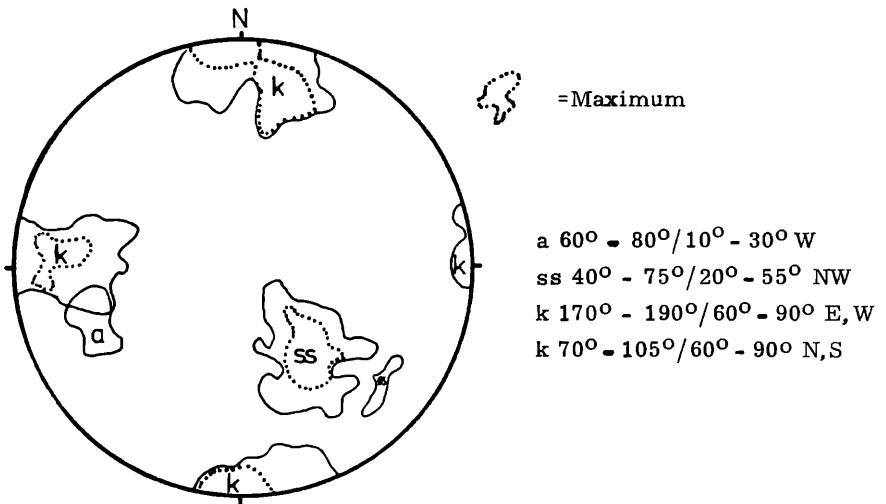 N
k
=Maximum
k
k
a
ss
k
a 60° - 80°/10° - 30° W
ss 40° - 75°/20° - 55° NW
k 170° - 190°/60° - 90° E, W
k 70° - 105°/60° - 90° N, S